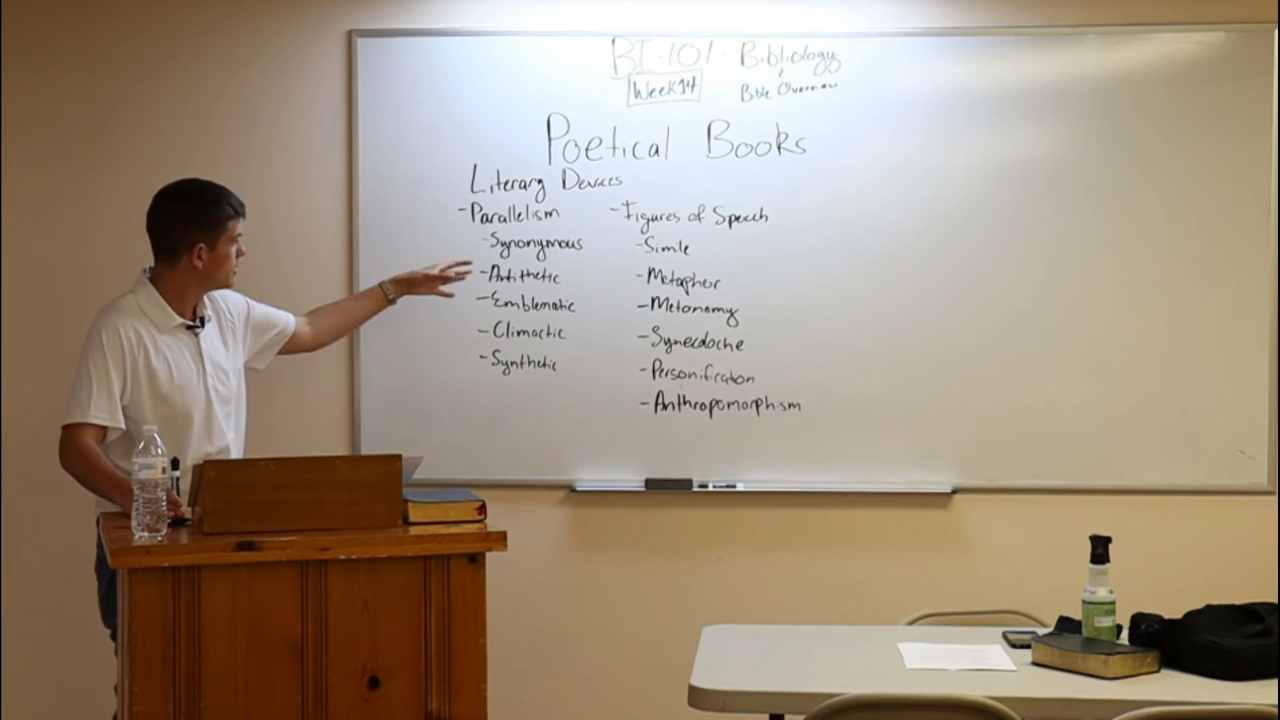 BI-101 - Bibliology
&
Week 14
Bible Overview
Poetical Books
Literary Devices
-Parallelism
-Synonymous
-Antithetic
-Emblematic
-Climactic
-Synthetic
-Figures of Speech
-Simile
-Metaphor
-Metonomy
-Synecdoche
-Personification
-Anthropomorphism